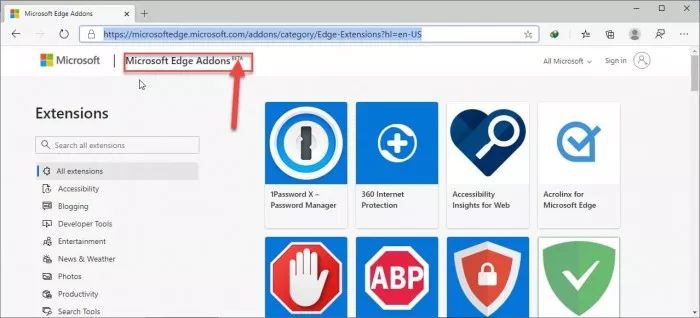 Microsoft Edge Addons
https://microsoftedge.microsoft.com/addons/category/Edge-Extensions?hl=en-US
Microsoft
Microsoft Edge Addons BETA
All Microsoft
Sign in
Extensions
Search all extensions
All extensions
Accessibility
Blogging
Developer Tools
Entertainment
News & Weather
Photos
Productivity
Search Tools
1Password X –
Password Manager
360 Internet
Protection
Accessibility
Insights for Web
Acrolinx for
Microsoft Edge
ABP